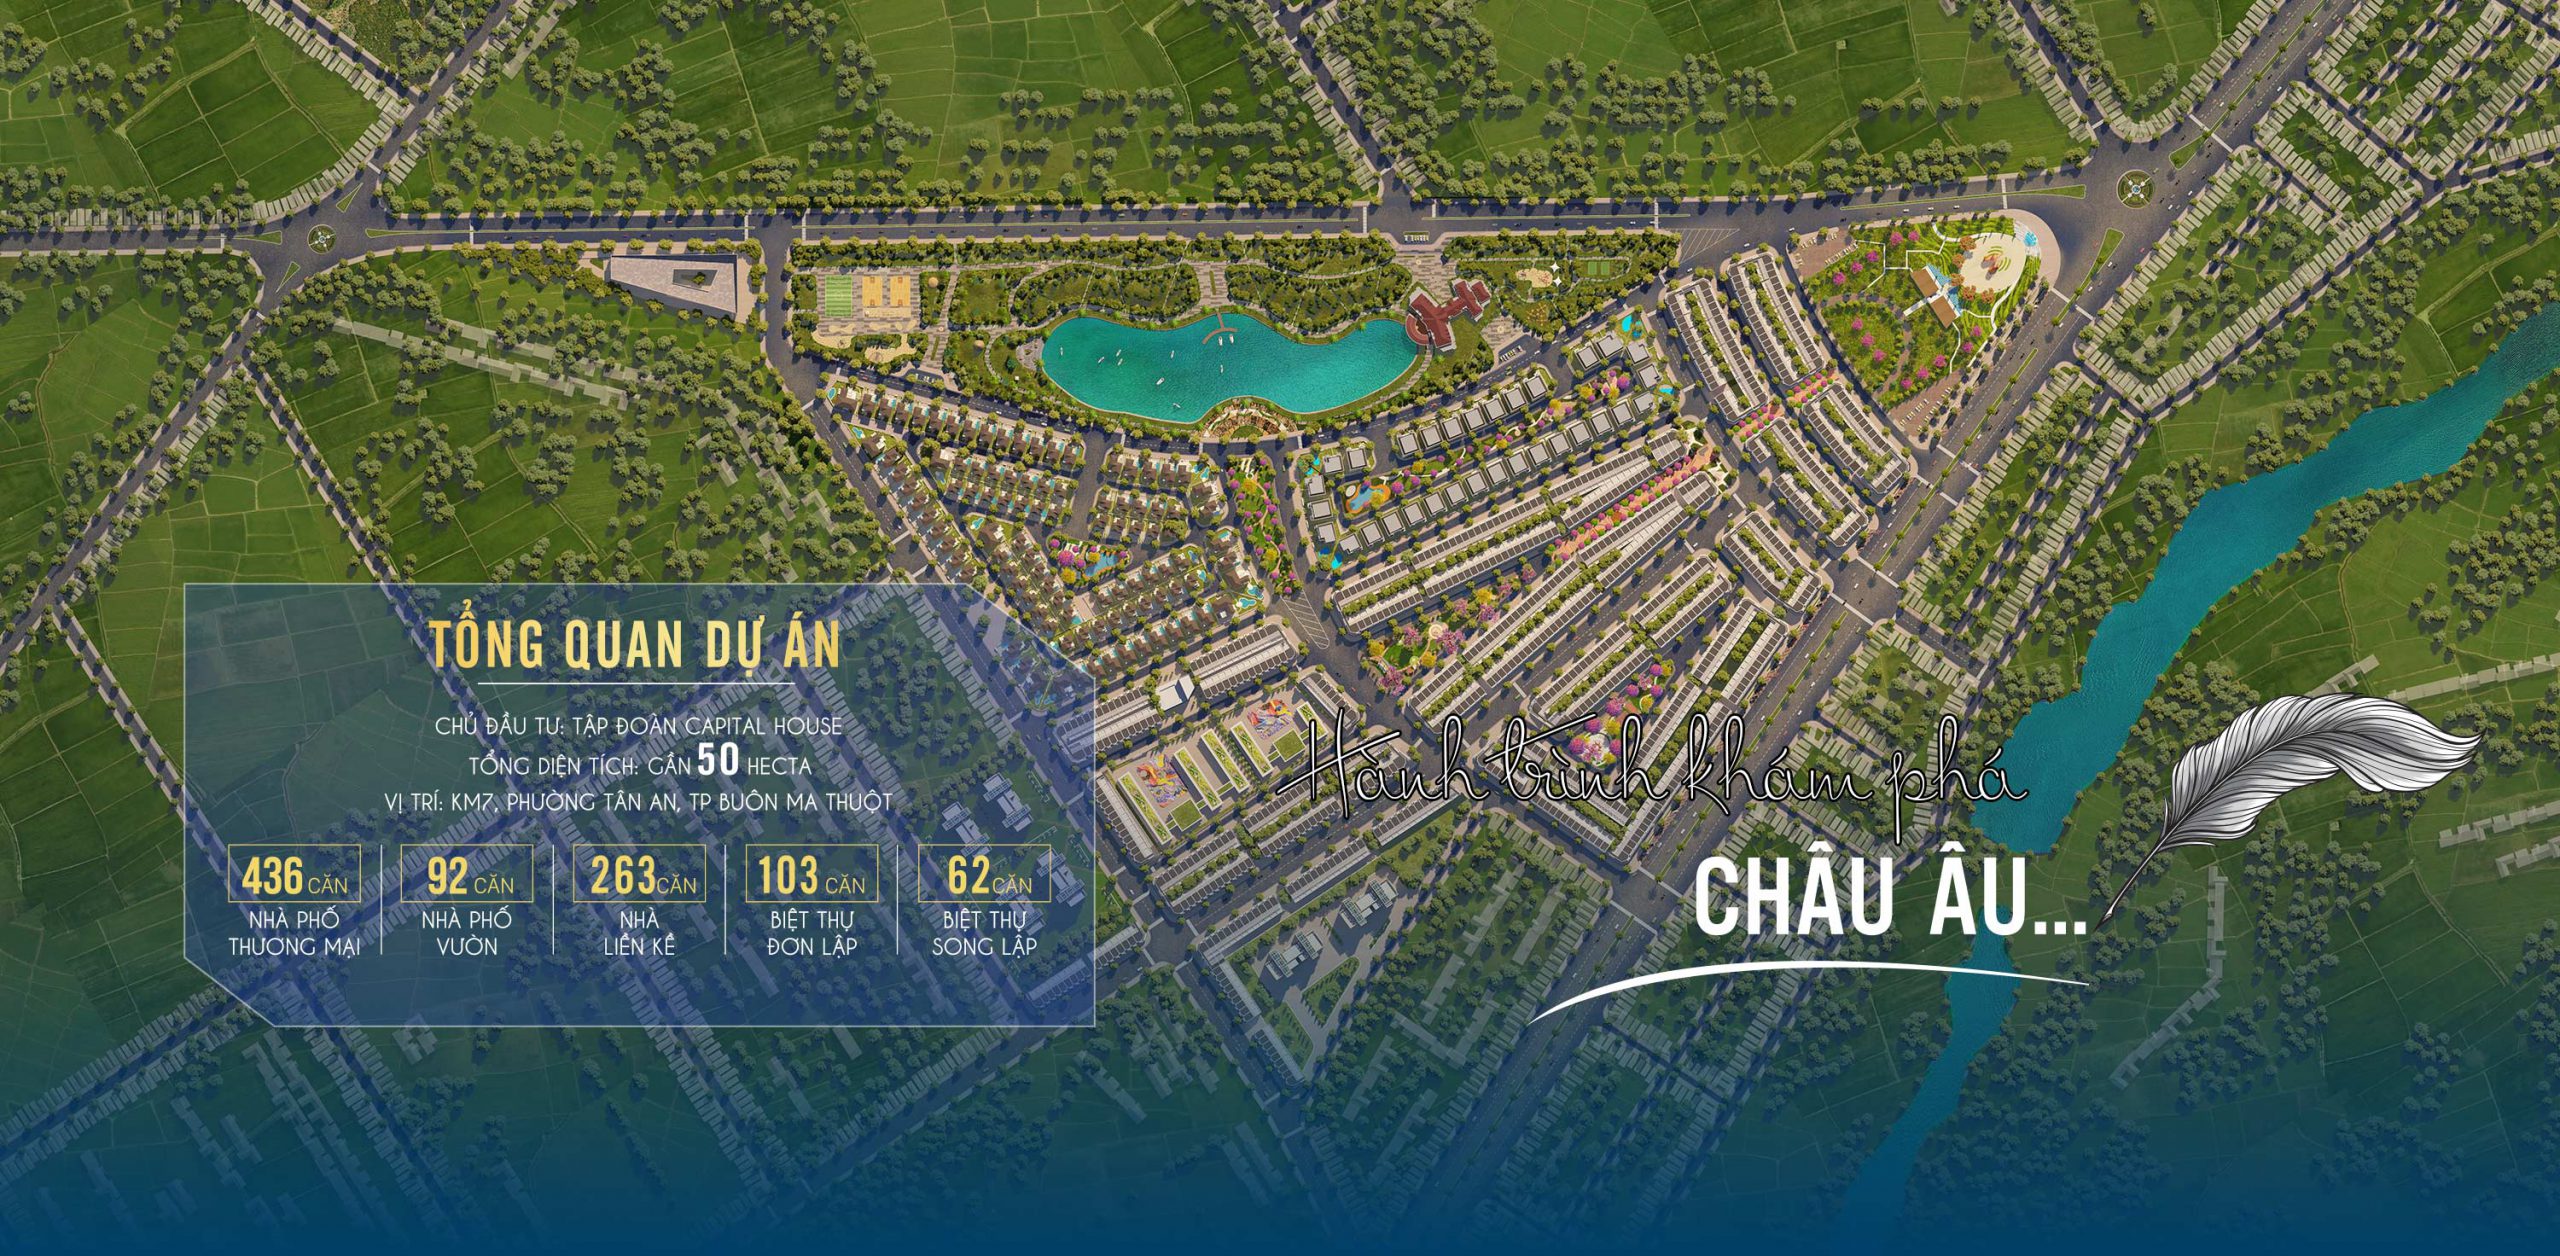 TỔNG QUAN DỰ ÁN
CHỦ ĐẦU TƯ: TẬP ĐOÀN CAPITAL HOUSE
TỔNG DIỆN TÍCH: GẦN 50 HECTA
VỊ TRÍ: KM7, PHƯỜNG TÂN AN, TP BUÔN MA THUỘT
436 CĂN
NHÀ PHỐ
THƯƠNG MẠI
92 CĂN
NHÀ PHỐ
VƯỜN
263 CĂN
NHÀ
LIỀN KỀ
103 CĂN
BIỆT THỰ
ĐƠN LẬP
62 CĂN
BIỆT THỰ
SONG LẬP
Hành trình khám phá
CHÂU ÂU...